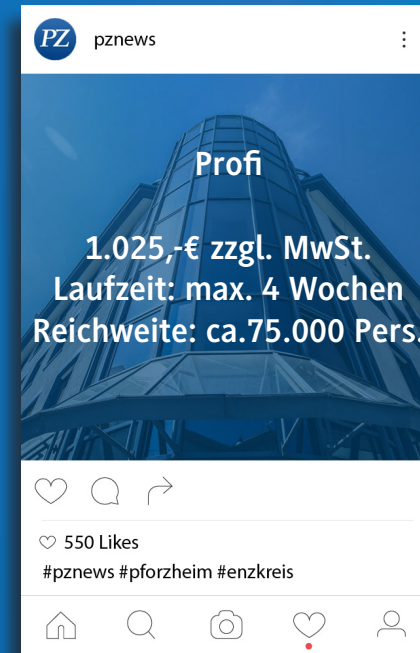 PZ pznews
Profi
1.025,-€ zzgl. MwSt.
Laufzeit: max. 4 Wochen
Reichweite: ca.75.000 Pers.
550 Likes
#pznews #pforzheim #enzkreis